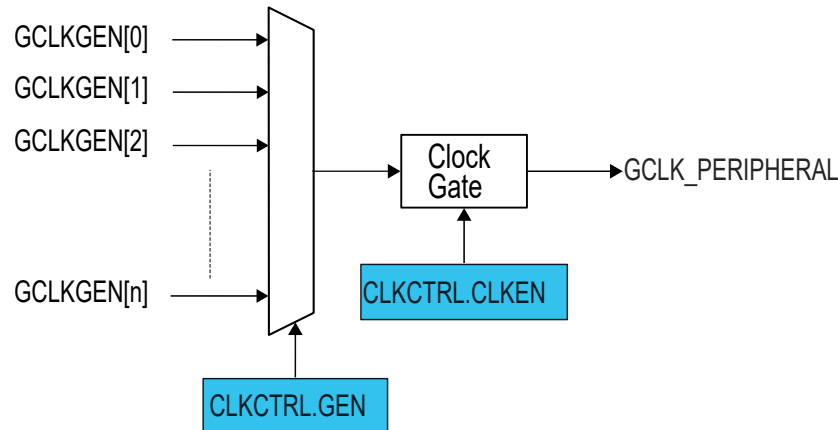 GCLKGEN[0]
GCLKGEN[1]
GCLKGEN[2]
Clock
Gate
GCLK_PERIPHERAL
GCLKGEN[n]
CLKCTRL.CLKEN
CLKCTRL.GEN